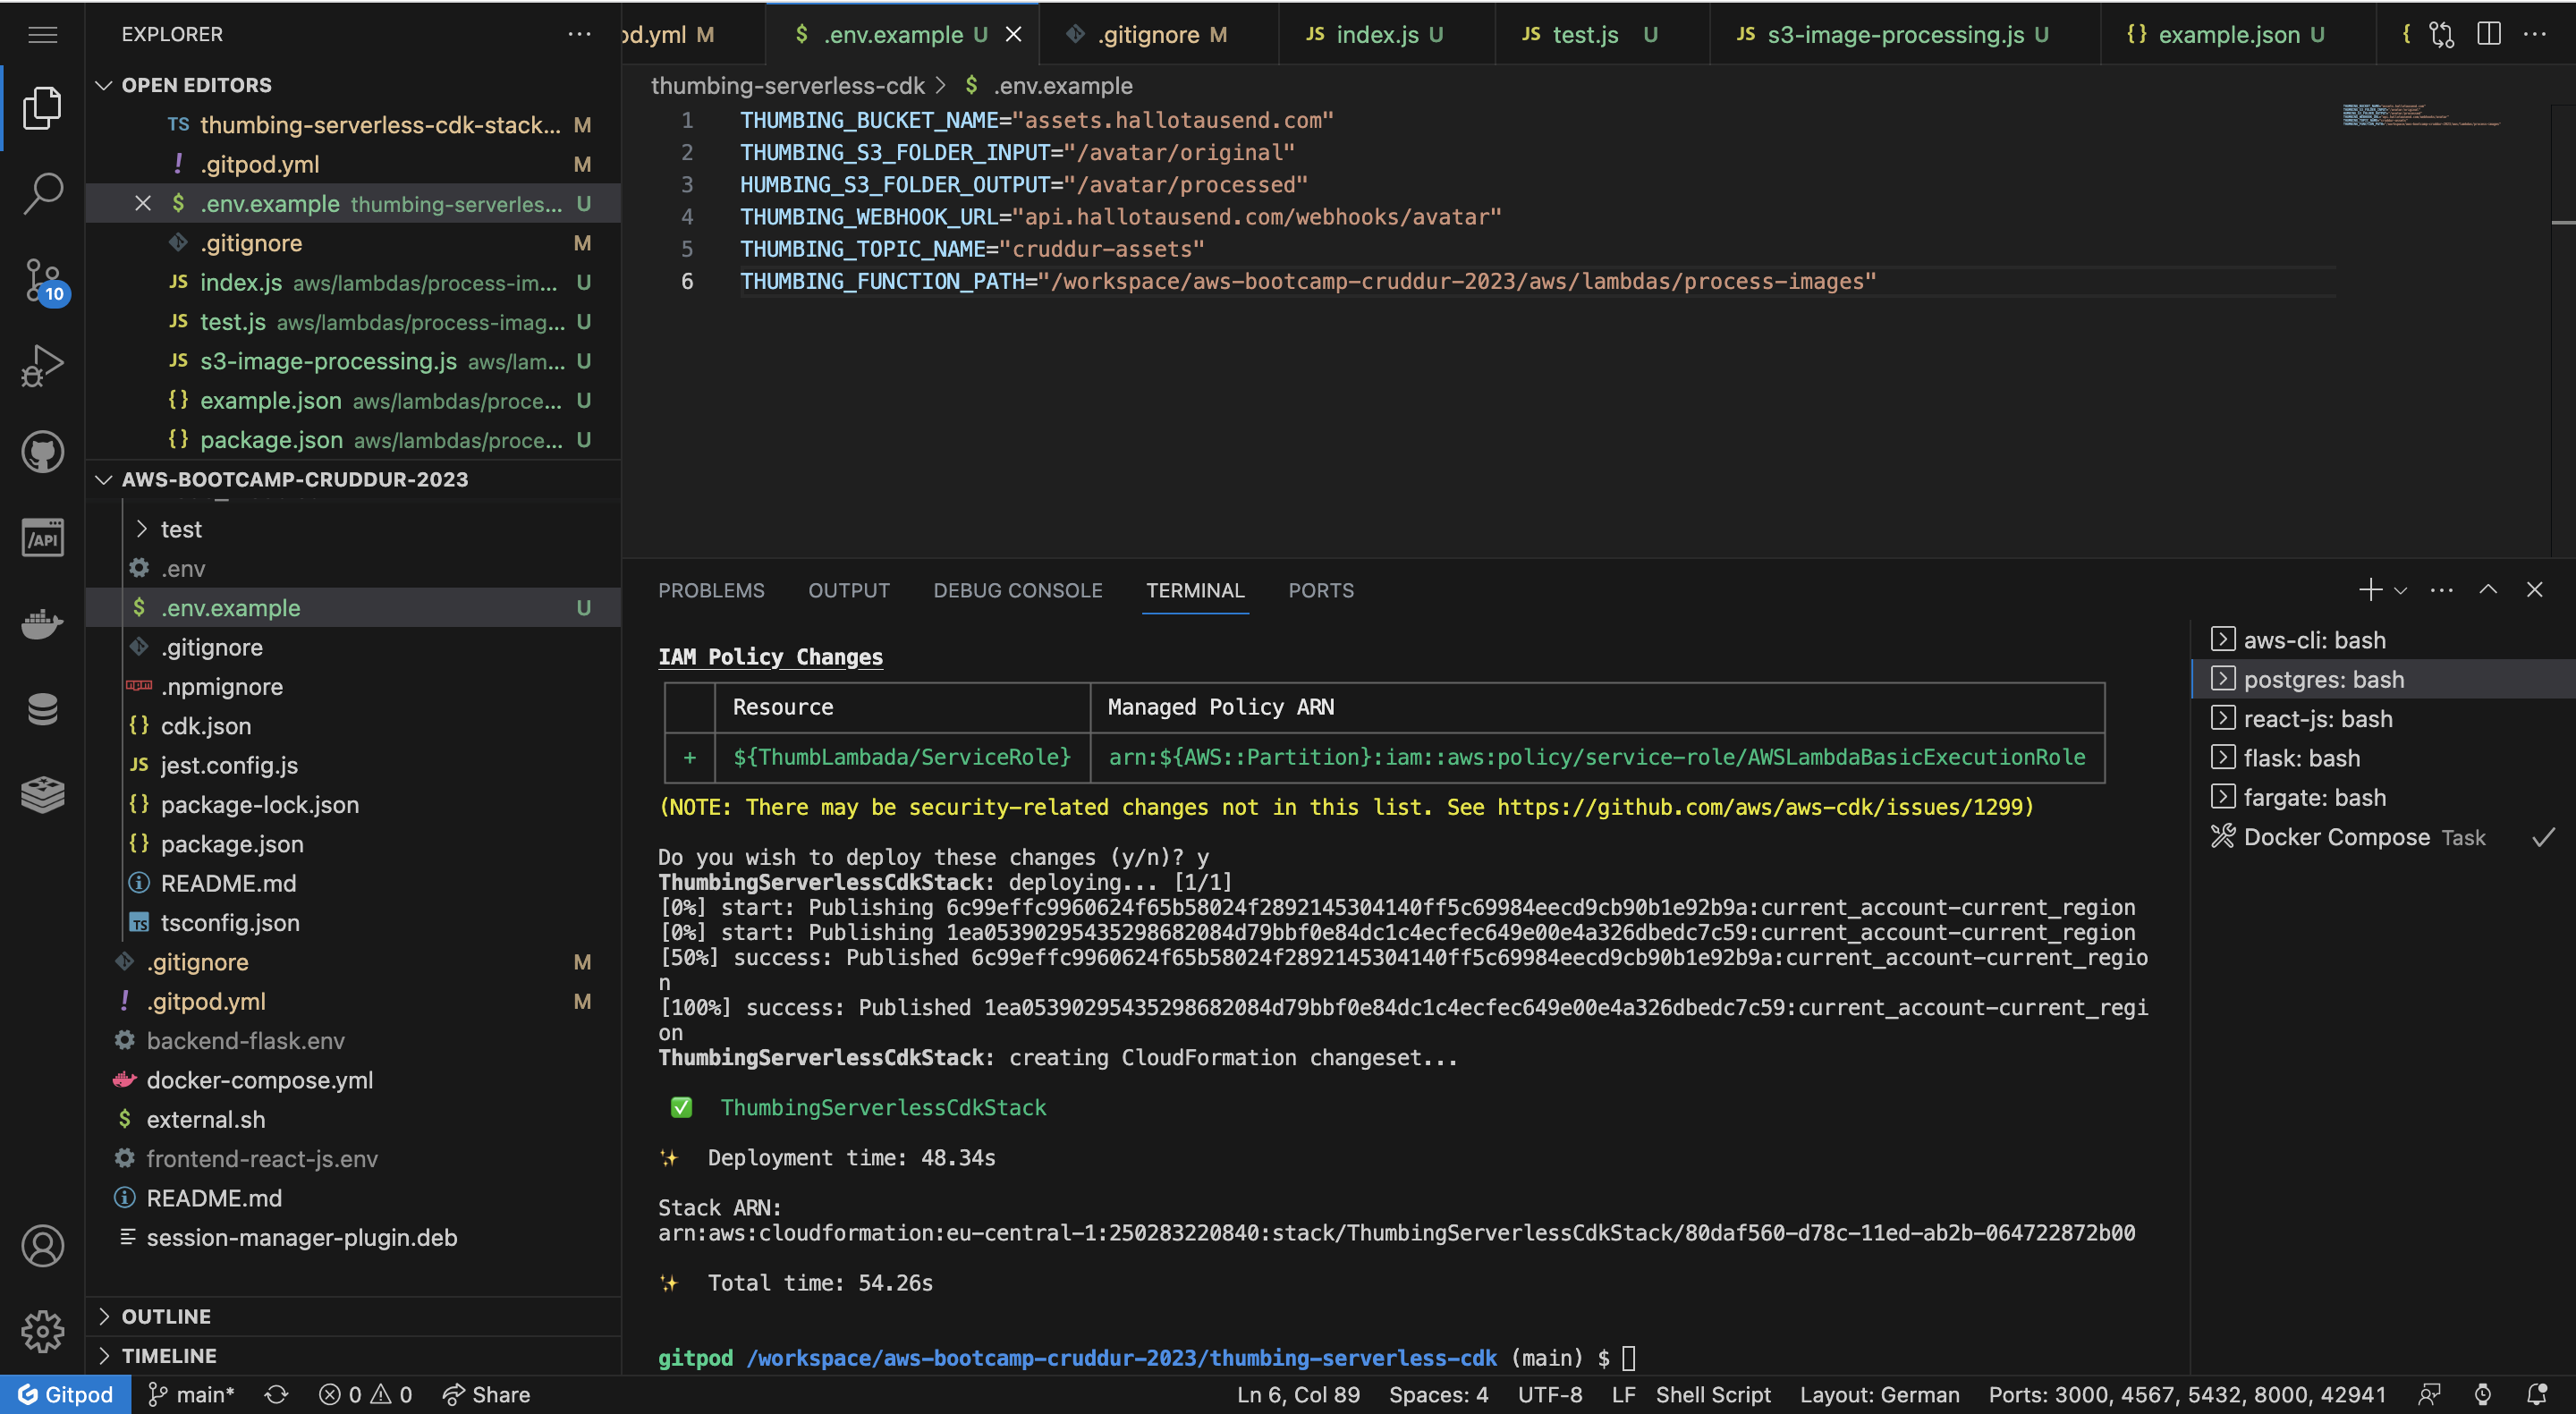 EXPLORER
OPEN EDITORS
TS thumbing-serverless-cdk-stack... M
! .gitpod.yml M
$ .env.example thumbing-serverles... U
.gitignore M
JS index.js aws/lambdas/process-im... U
JS test.js aws/lambdas/process-imag... U
JS s3-image-processing.js aws/lam... U
{} example.json aws/lambdas/proce... U
{} package.json aws/lambdas/proce... U
AWS-BOOTCAMP-CRUDDUR-2023
test
.env
$ .env.example U
.gitignore
.npmignore
{} cdk.json
JS jest.config.js
{} package-lock.json
{} package.json
README.md
TS tsconfig.json
.gitignore M
! .gitpod.yml M
backend-flask.env
docker-compose.yml
$ external.sh
frontend-react-js.env
README.md
session-manager-plugin.deb
OUTLINE
TIMELINE
10
/API
od.yml M
$ .env.example U
.gitignore M
JS index.js U
JS test.js U
JS s3-image-processing.js U
{} example.json U
{
thumbing-serverless-cdk > $ .env.example
1 THUMBING_BUCKET_NAME="assets.hallotausend.com"
2 THUMBING_S3_FOLDER_INPUT="/avatar/original"
3 HUMBING_S3_FOLDER_OUTPUT="/avatar/processed"
4 THUMBING_WEBHOOK_URL="api.hallotausend.com/webhooks/avatar"
5 THUMBING_TOPIC_NAME="cruddur-assets"
6 THUMBING_FUNCTION_PATH="/workspace/aws-bootcamp-cruddur-2023/aws/lambdas/process-images"
PROBLEMS OUTPUT DEBUG CONSOLE TERMINAL PORTS
IAM Policy Changes
Resource Managed Policy ARN
+ ${ThumbLambada/ServiceRole} arn:${AWS::Partition}:iam::aws:policy/service-role/AWSLambdaBasicExecutionRole
(NOTE: There may be security-related changes not in this list. See https://github.com/aws/aws-cdk/issues/1299)
Do you wish to deploy these changes (y/n)? y
ThumbingServerlessCdkStack: deploying... [1/1]
[0%] start: Publishing 6c99effc9960624f65b58024f2892145304140ff5c69984eecd9cb90b1e92b9a:current_account-current_region
[0%] start: Publishing 1ea05390295435298682084d79bbf0e84dc1c4ecfec649e00e4a326dbedc7c59:current_account-current_region
[50%] success: Published 6c99effc9960624f65b58024f2892145304140ff5c69984eecd9cb90b1e92b9a:current_account-current_regio
n
[100%] success: Published 1ea05390295435298682084d79bbf0e84dc1c4ecfec649e00e4a326dbedc7c59:current_account-current_regi
on
ThumbingServerlessCdkStack: creating CloudFormation changeset...
✅ ThumbingServerlessCdkStack
✨ Deployment time: 48.34s
Stack ARN:
arn:aws:cloudformation:eu-central-1:250283220840:stack/ThumbingServerlessCdkStack/80daf560-d78c-11ed-ab2b-064722872b00
✨ Total time: 54.26s
gitpod /workspace/aws-bootcamp-cruddur-2023/thumbing-serverless-cdk (main) $
aws-cli: bash
postgres: bash
react-js: bash
flask: bash
fargate: bash
Docker Compose Task
Gitpod main* 0 0 Share
Ln 6, Col 89 Spaces: 4 UTF-8 LF Shell Script Layout: German Ports: 3000, 4567, 5432, 8000, 42941